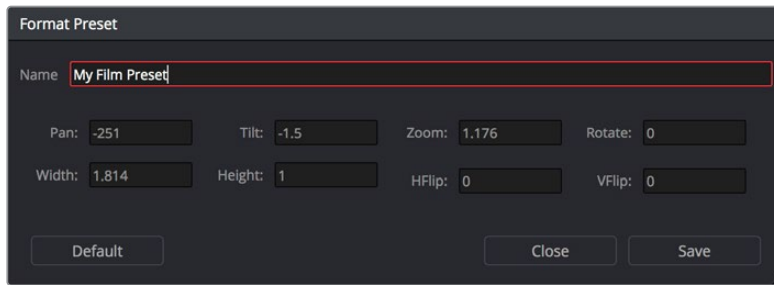 Format Preset
Name My Film Preset
Pan: -251 Tilt: -1.5 Zoom: 1.176 Rotate: 0
Width: 1.814 Height: 1 HFlip: 0 VFlip: 0
Default Close Save